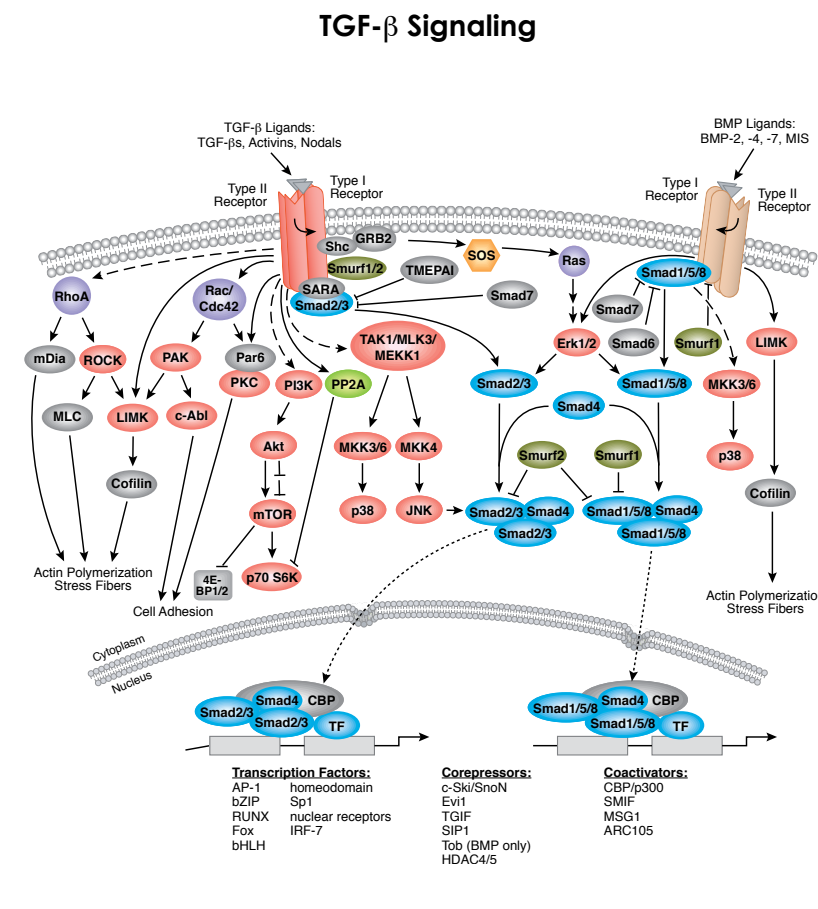 TGF-β Signaling
TGF-β Ligands:
TGF-βs, Activins, Nodals
BMP Ligands:
BMP-2, -4, -7, MIS
Type II
Receptor
Type I
Receptor
Type I
Receptor
Type II
Receptor
Shc
GRB2
SOS
Ras
Smurf1/2
TMEPAI
SARA
Smad2/3
Smad7
Smad1/5/8
Smad7
Smad6
Smurf1
RhoA
Rac/
Cdc42
mDia
ROCK
PAK
Par6
PKC
PI3K
PP2A
TAK1/MLK3/
MEKK1
Erk1/2
LIMK
Smad2/3
Smad1/5/8
MKK3/6
MLC
LIMK
c-Abl
Smad4
Akt
MKK3/6
MKK4
Smurf2
Smurf1
p38
Cofilin
Cofilin
mTOR
p38
JNK
Smad2/3
Smad4
Smad2/3
Smad1/5/8
Smad4
Smad1/5/8
4E-
BP1/2
p70 S6K
Actin Polymerization
Stress Fibers
Cell Adhesion
Actin Polymerizatio
Stress Fibers
Cytoplasm
Nucleus
Smad2/3
Smad4
CBP
Smad2/3
TF
Smad1/5/8
Smad4
CBP
Smad1/5/8
TF
Transcription Factors:
AP-1 homeodomain
bZIP Sp1
RUNX nuclear receptors
Fox IRF-7
bHLH
Corepressors:
c-Ski/SnoN
Evi1
TGIF
SIP1
Tob (BMP only)
HDAC4/5
Coactivators:
CBP/p300
SMIF
MSG1
ARC105